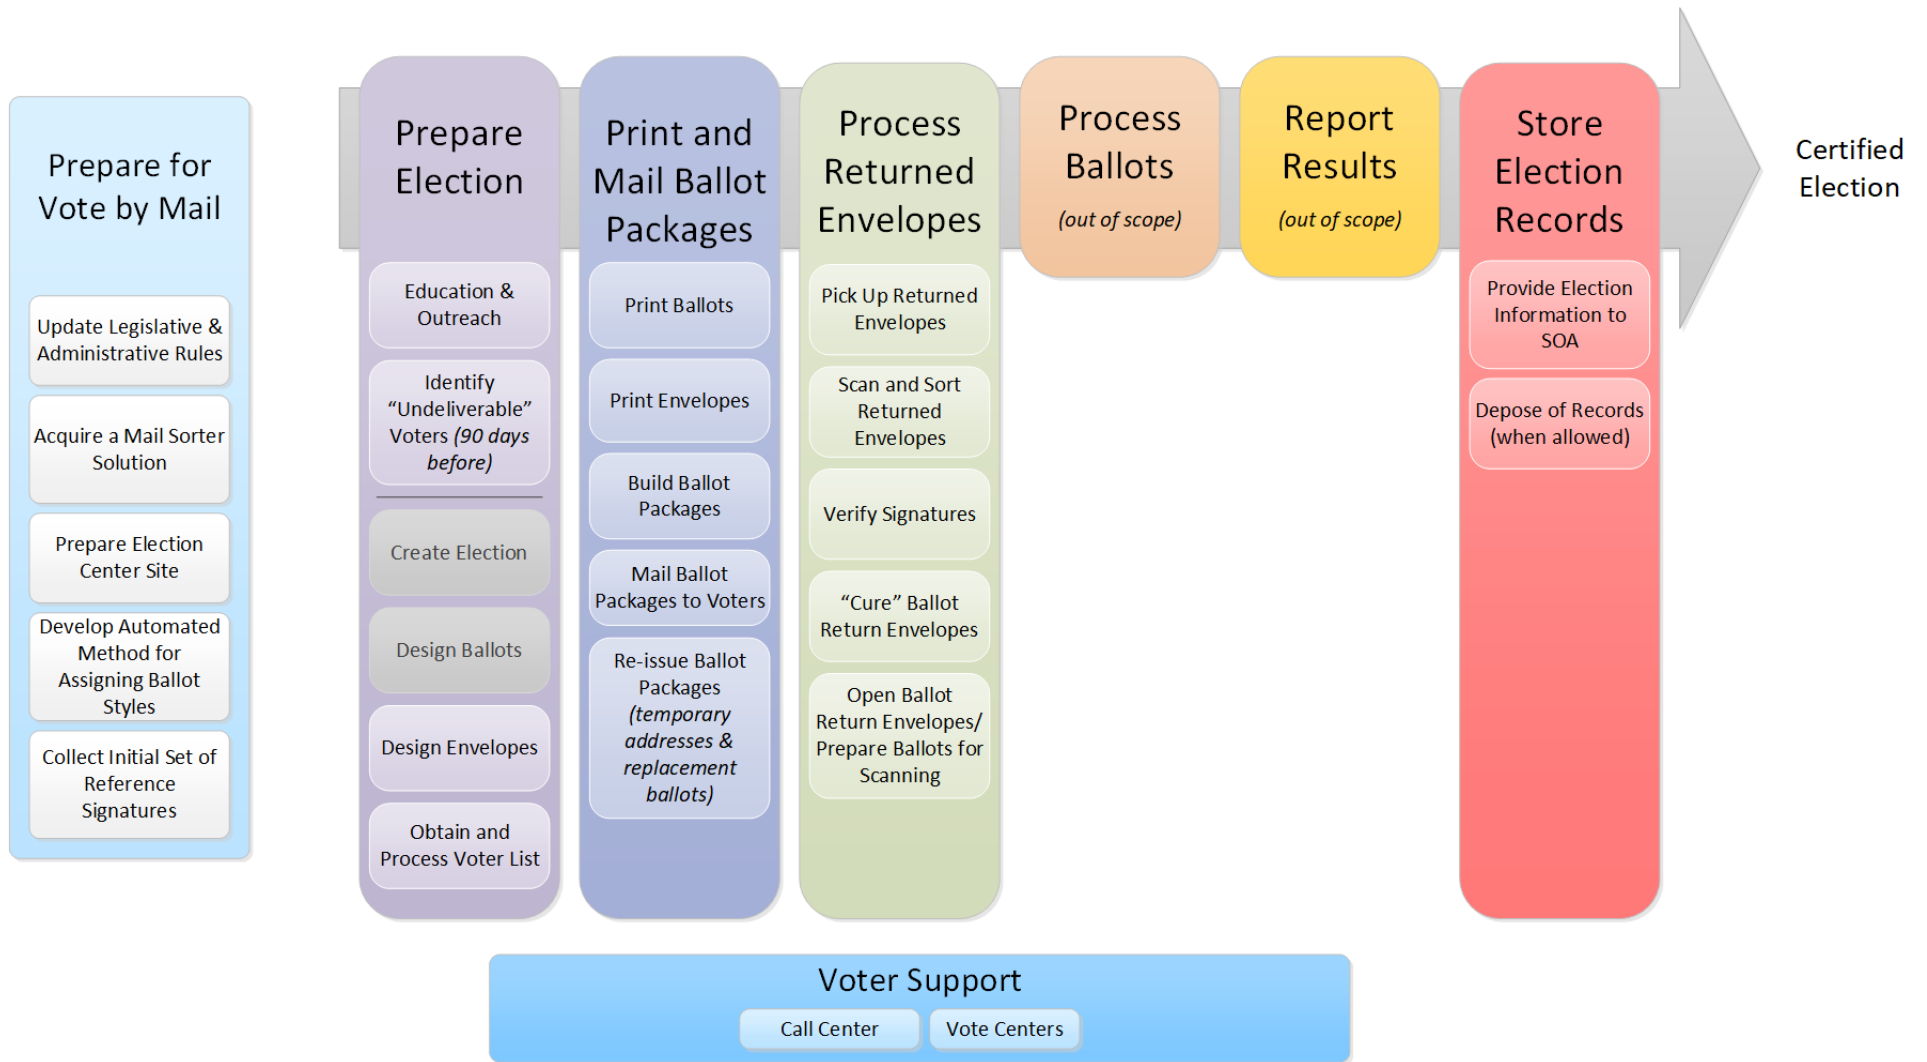 Prepare for
Vote by Mail
Update Legislative &
Administrative Rules
Acquire a Mail Sorter
Solution
Prepare Election
Center Site
Develop Automated
Method for
Assigning Ballot
Styles
Collect Initial Set of
Reference
Signatures
Prepare
Election
Education &
Outreach
Identify
“Undeliverable”
Voters (90 days
before)
Create Election
Design Ballots
Design Envelopes
Obtain and
Process Voter List
Print and
Mail Ballot
Packages
Print Ballots
Print Envelopes
Build Ballot
Packages
Mail Ballot
Packages to Voters
Re-issue Ballot
Packages
(temporary
addresses &
replacement
ballots)
Process
Returned
Envelopes
Pick Up Returned
Envelopes
Scan and Sort
Returned
Envelopes
Verify Signatures
“Cure” Ballot
Return Envelopes
Open Ballot
Return Envelopes/
Prepare Ballots for
Scanning
Process
Ballots
(out of scope)
Report
Results
(out of scope)
Store
Election
Records
Provide Election
Information to
SOA
Depose of Records
(when allowed)
Certified
Election
Voter Support
Call Center
Vote Centers